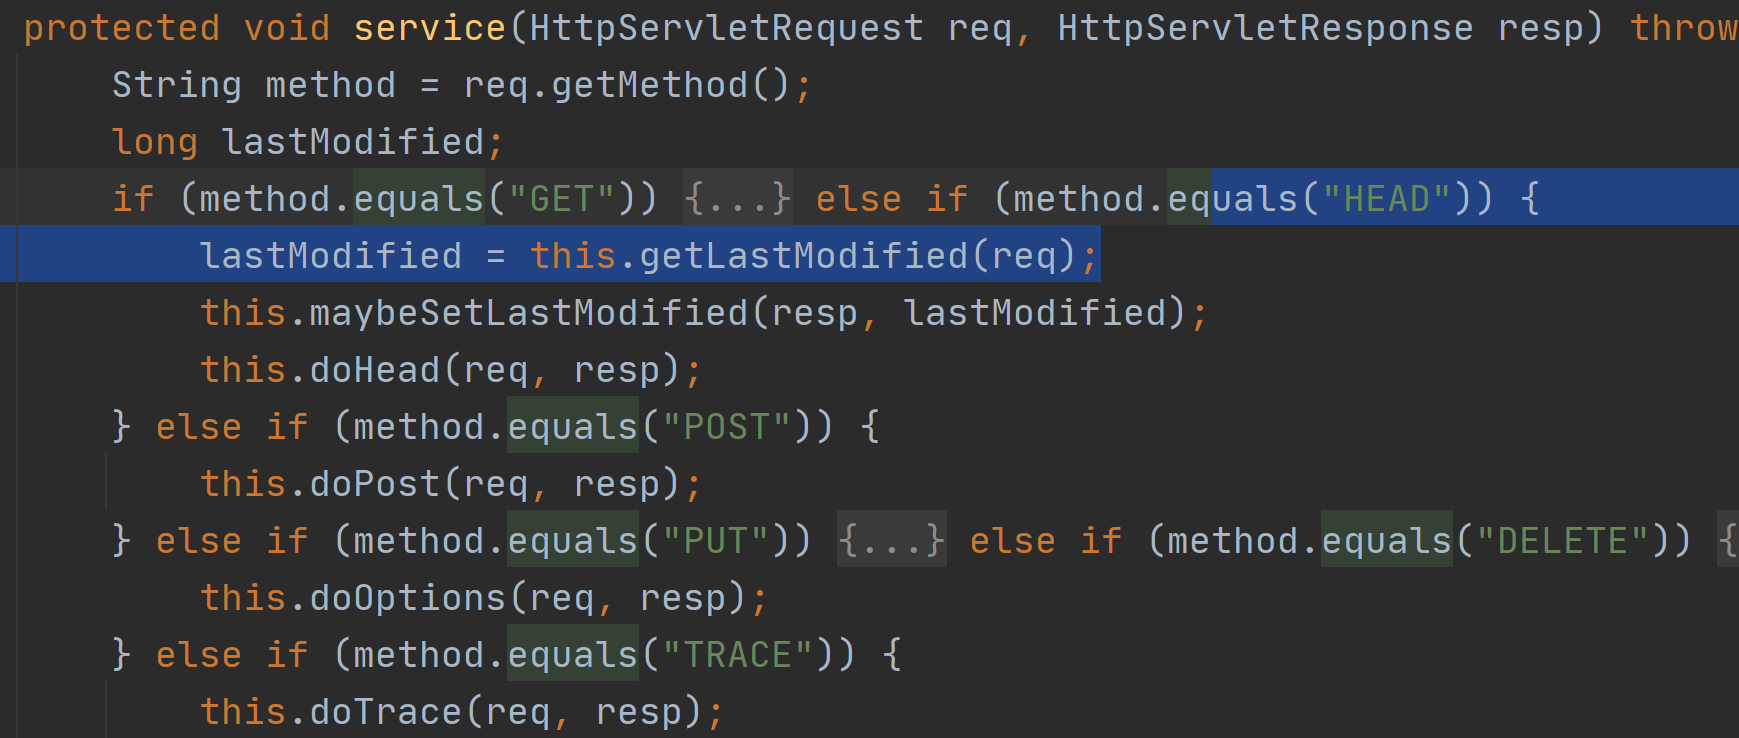 protected void service(HttpServletRequest req, HttpServletResponse resp) throw
String method = req.getMethod();
long lastModified;
if (method.equals("GET")) {...} else if (method.equals("HEAD")) {
lastModified = this.getLastModified(req);
this.maybeSetLastModified(resp, lastModified);
this.doHead(req, resp);
} else if (method.equals("POST")) {
this.doPost(req, resp);
} else if (method.equals("PUT")) {...} else if (method.equals("DELETE")) {
this.doOptions(req, resp);
} else if (method.equals("TRACE")) {
this.doTrace(req, resp);